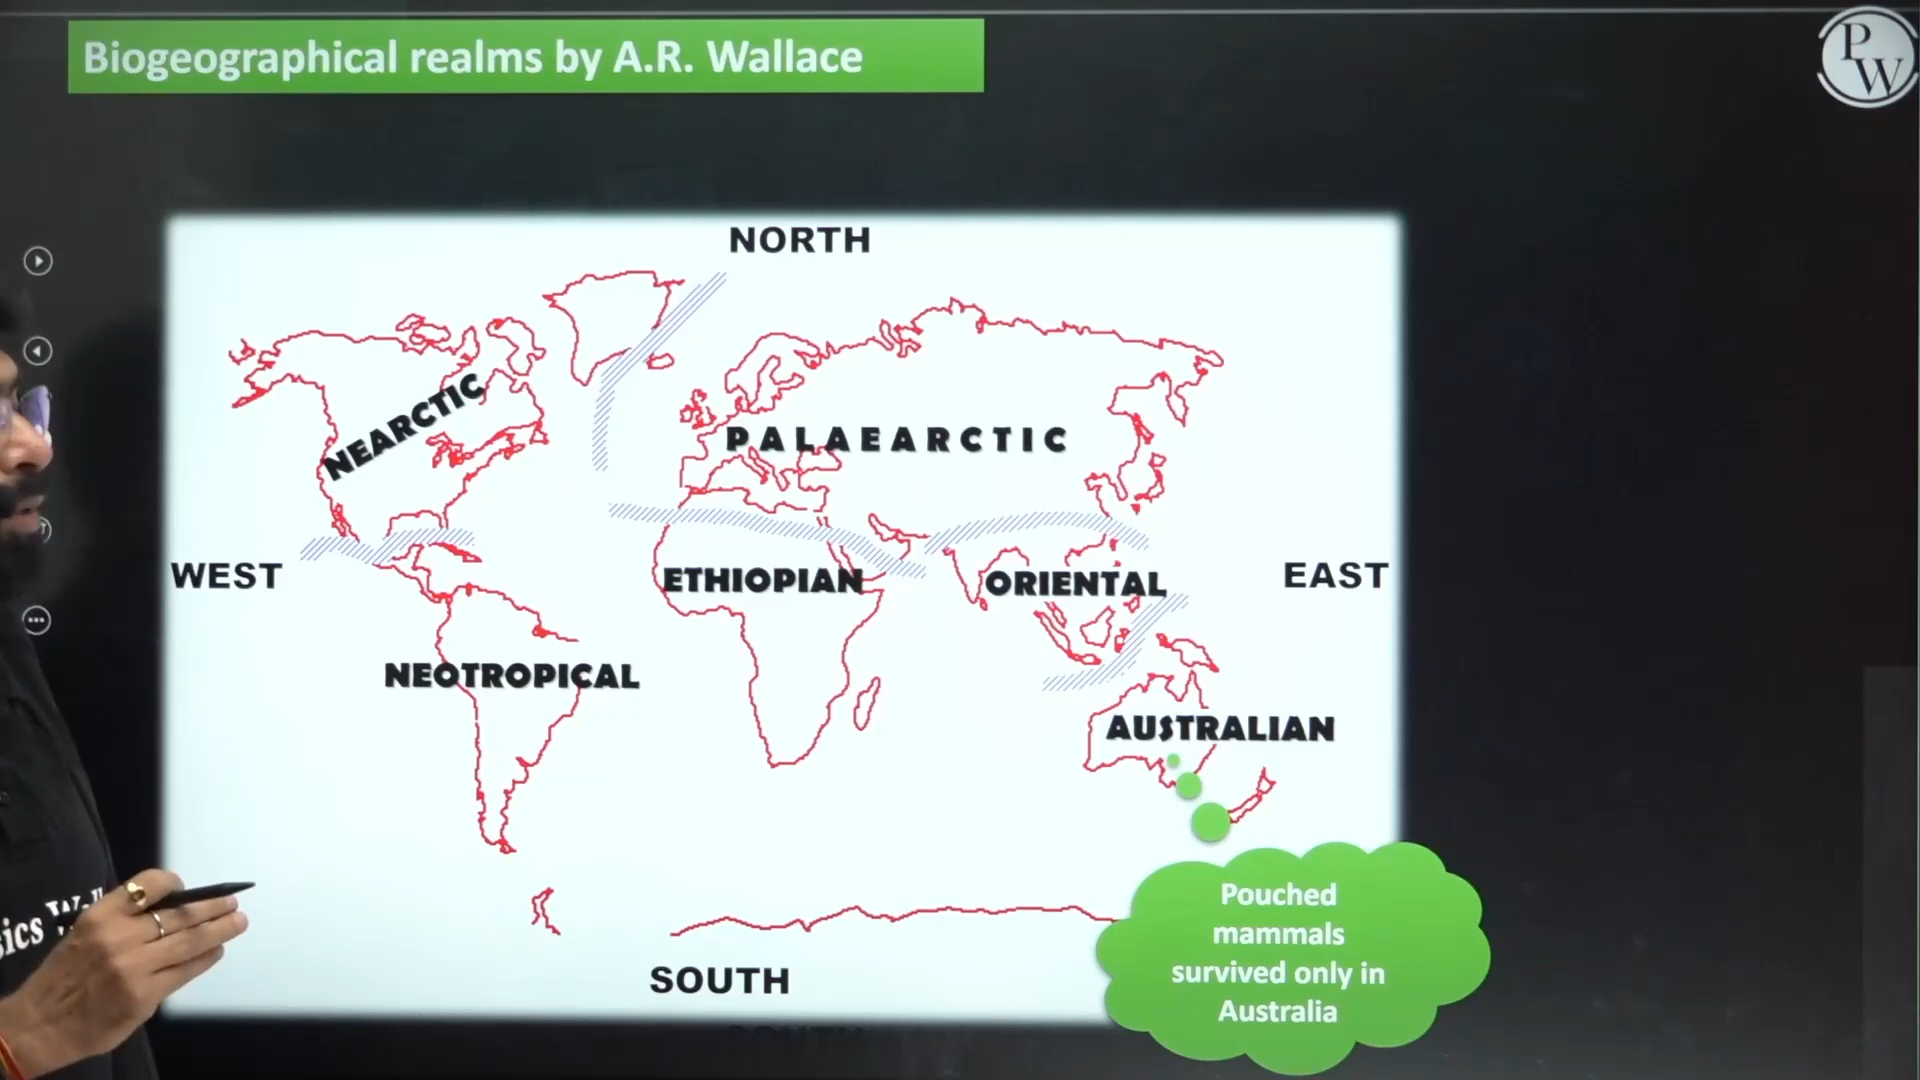 Biogeographical realms by A.R. Wallace
PW
NORTH
NEARCTIC
PALAEARCTIC
WEST
ETHIOPIAN
ORIENTAL
EAST
NEOTROPICAL
AUSTRALIAN
Pouched
mammals
survived only in
Australia
SOUTH